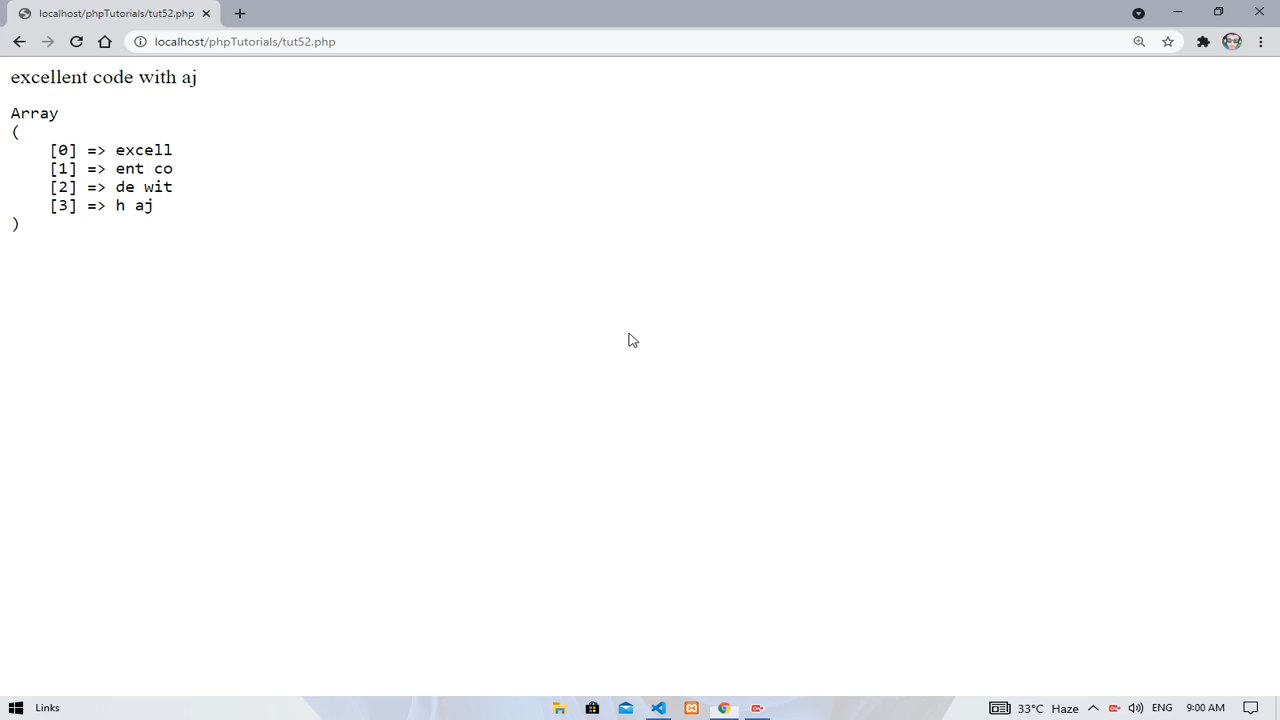 localhost/phpTutorials/tut52.php
localhost/phpTutorials/tut52.php
excellent code with aj
Array
(
[0] => excell
[1] => ent co
[2] => de wit
[3] => h aj
)
Links
33°C Haze ENG 9:00 AM